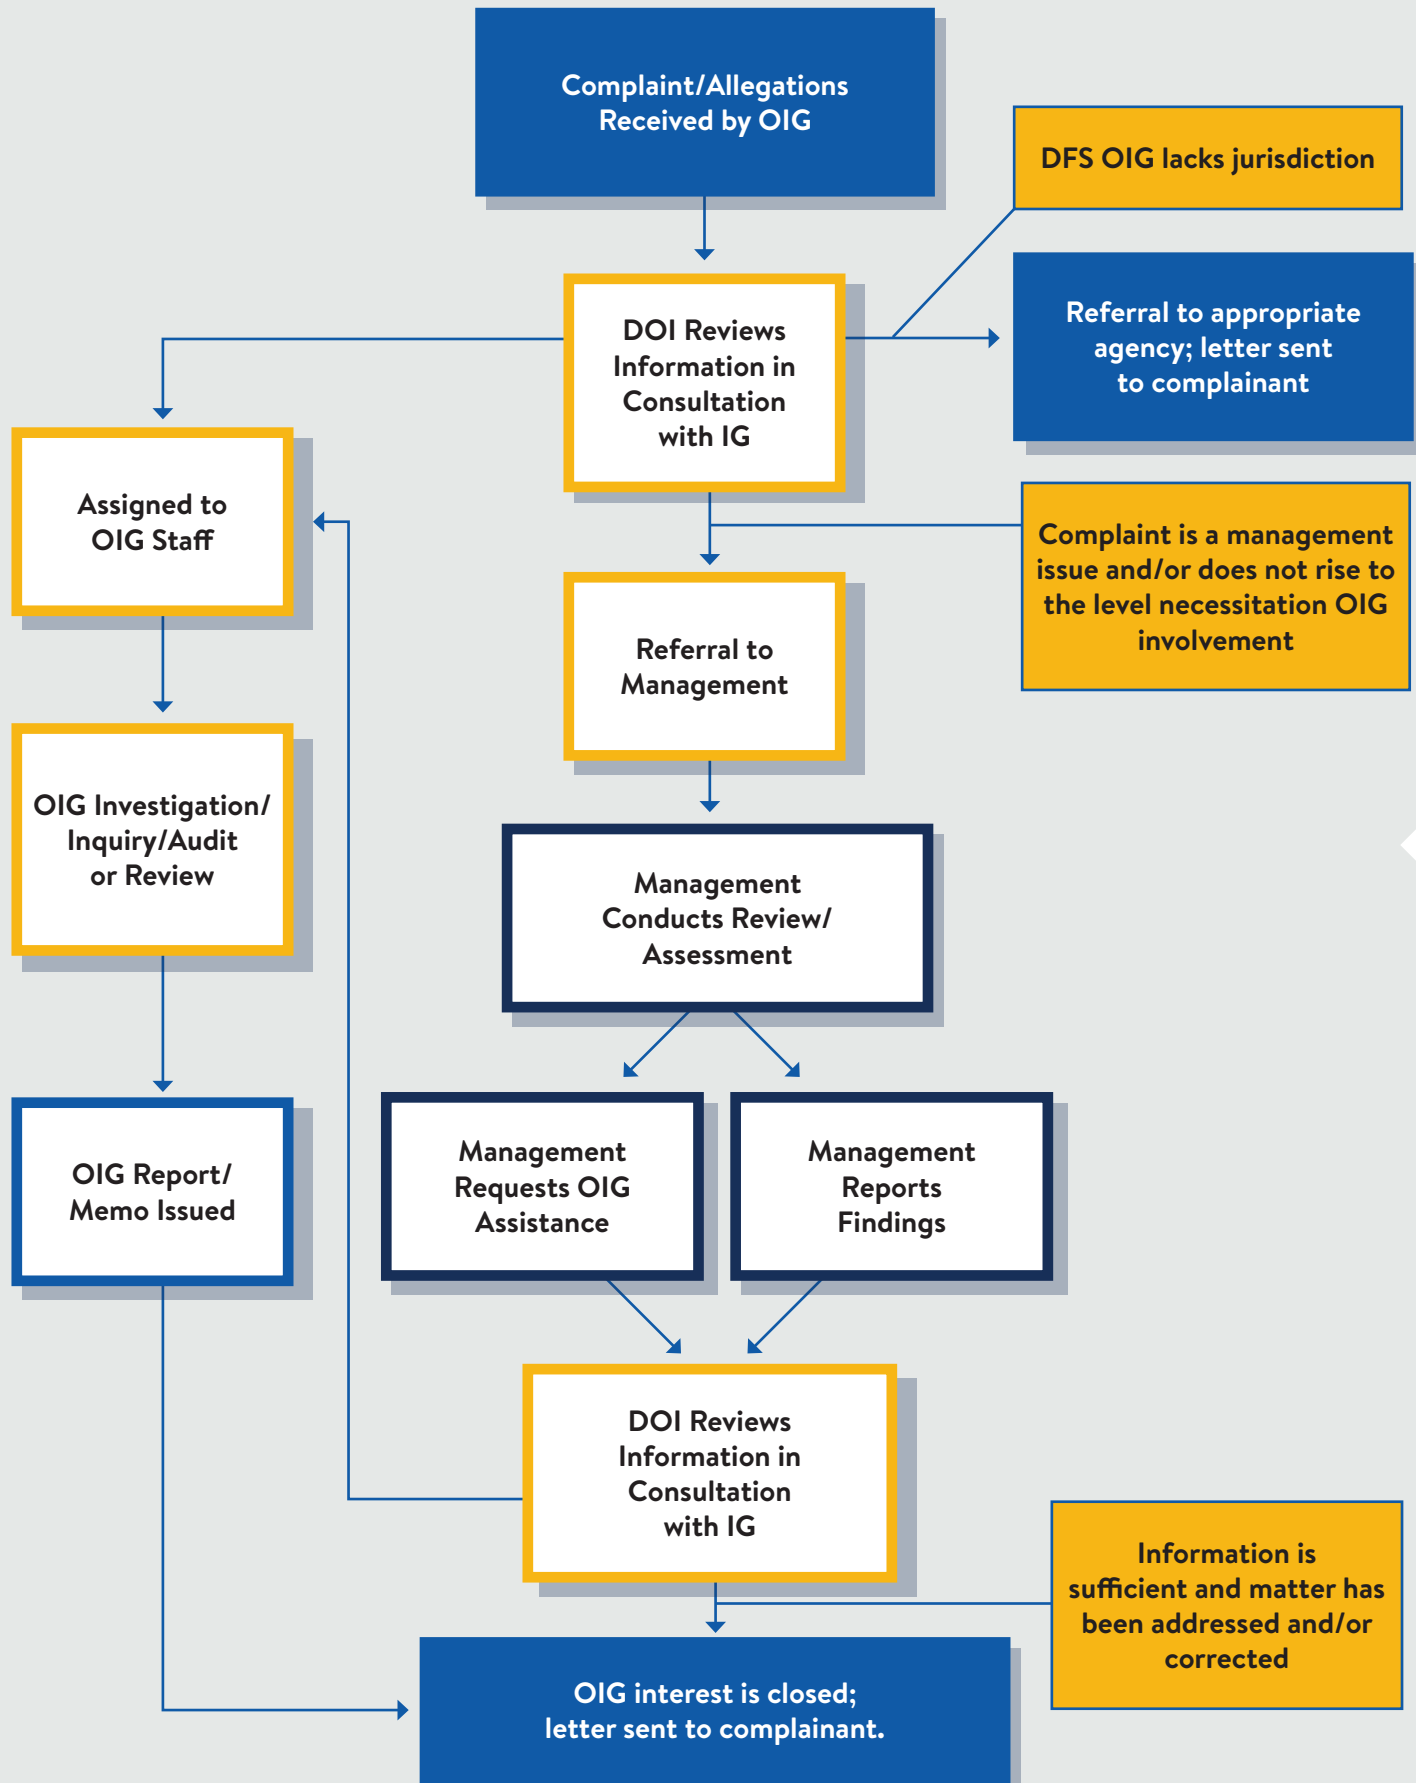 Complaint/Allegations
Received by OIG
DFS OIG lacks jurisdiction
DOI Reviews
Information in
Consultation
with IG
Referral to appropriate
agency; letter sent
to complainant
Assigned to
OIG Staff
Complaint is a management
issue and/or does not rise to
the level necessitation OIG
involvement
Referral to
Management
OIG Investigation/
Inquiry/Audit
or Review
Management
Conducts Review/
Assessment
OIG Report/
Memo Issued
Management
Requests OIG
Assistance
Management
Reports
Findings
DOI Reviews
Information in
Consultation
with IG
Information is
sufficient and matter has
been addressed and/or
corrected
OIG interest is closed;
letter sent to complainant.